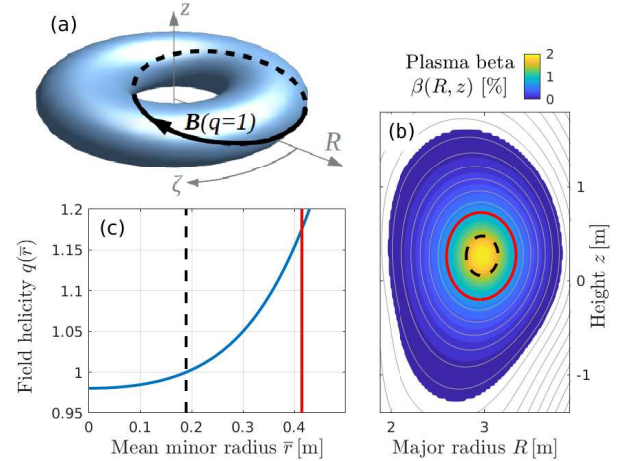 (a)
z
B(q=1)
R
ζ
Plasma beta
β(R, z) [%]
2
1
0
(b)
1
0
-1
Height z [m]
2
3
Major radius R [m]
(c)
1.2
1.15
1.1
1.05
1
0.95
Field helicity q(r̅)
0
0.1
0.2
0.3
0.4
Mean minor radius r̅ [m]